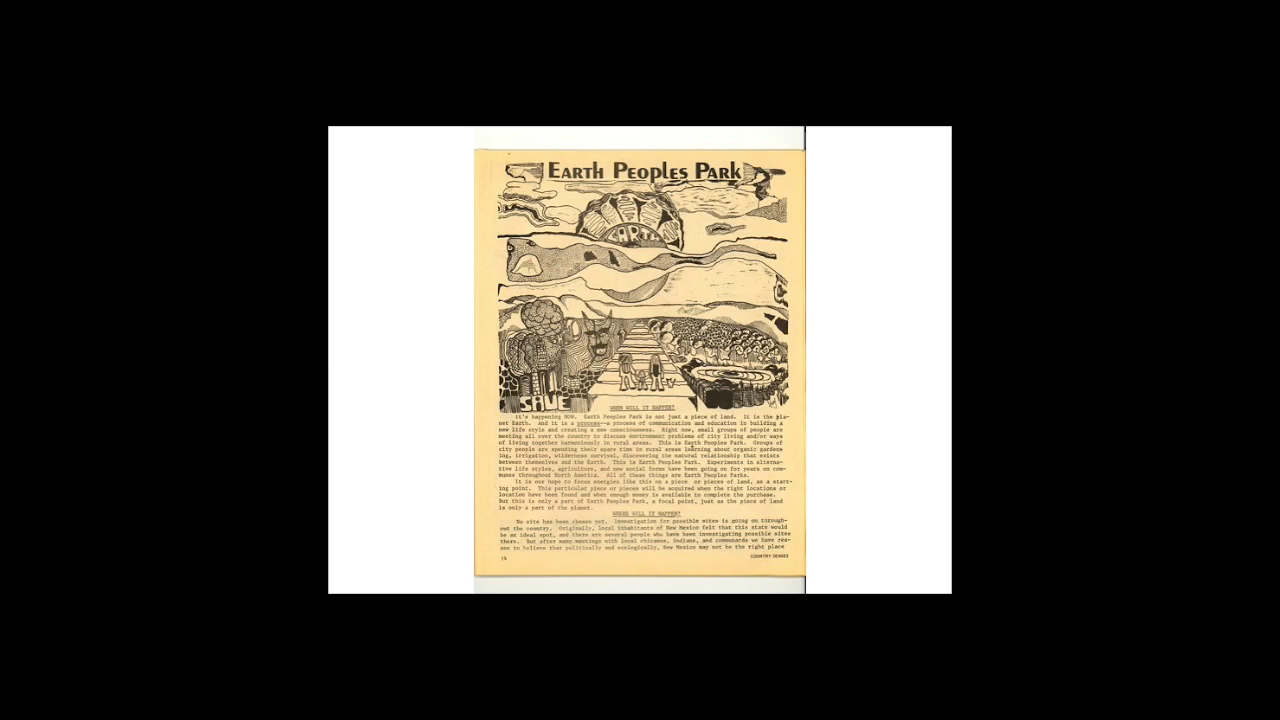 EARTH PEOPLES PARK
EARTH
SAVE
WHEN WILL IT HAPPEN?
It's happening NOW. Earth Peoples Park is not just a piece of land. It is the pla-
net Earth. And it is a process--a process of communication and education in building a
new life style and creating a new consciousness. Right now, small groups of people are
meeting all over the country to discuss environment problems of city living and/or ways
of living together harmoniously in rural areas. This is Earth Peoples Park. Groups of
city people are spending their spare time in rural areas learning about organic gardene
ing, irrigation, wilderness survival, discovering the natural relationship that exists
between themselves and the Earth. This is Earth Peoples Park. Experiments in alterna-
tive life styles, agriculture, and new social forms have been going on for years on com-
munes throughout North America. All of these things are Earth Peoples Parks.
It is our hope to focus energies like this on a piece or pieces of land, as a start-
ing point. This particular piece or pieces will be acquired when the right locations or
location have been found and when enough money is available to complete the purchase.
But this is only a part of Earth Peoples Park, a focal point, just as the piece of land
is only a part of the planet.
WHERE WILL IT HAPPEN?
No site has been chosen yet. Investigation for possible sites is going on through-
out the country. Originally, local inhabitants of New Mexico felt that this state would
be an ideal spot, and there are several people who have been investigating possible sites
there. But after many meetings with local chicanos, indians, and communards we have rea-
son to believe that politically and ecologically, New Mexico may not be the right place
19
COUNTRY SENSES